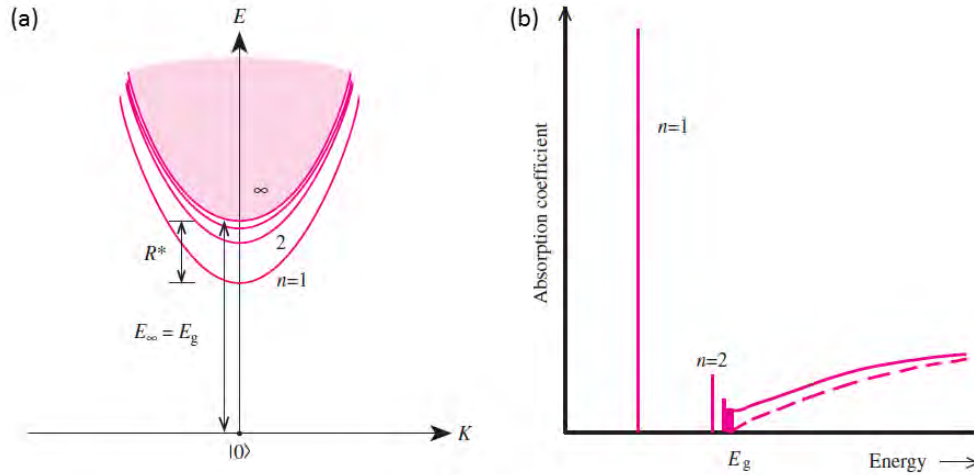 (a)
E
∞
R*
2
n=1
E∞ = Eg
K
|0⟩
(b)
Absorption coefficient
n=1
n=2
Eg
Energy